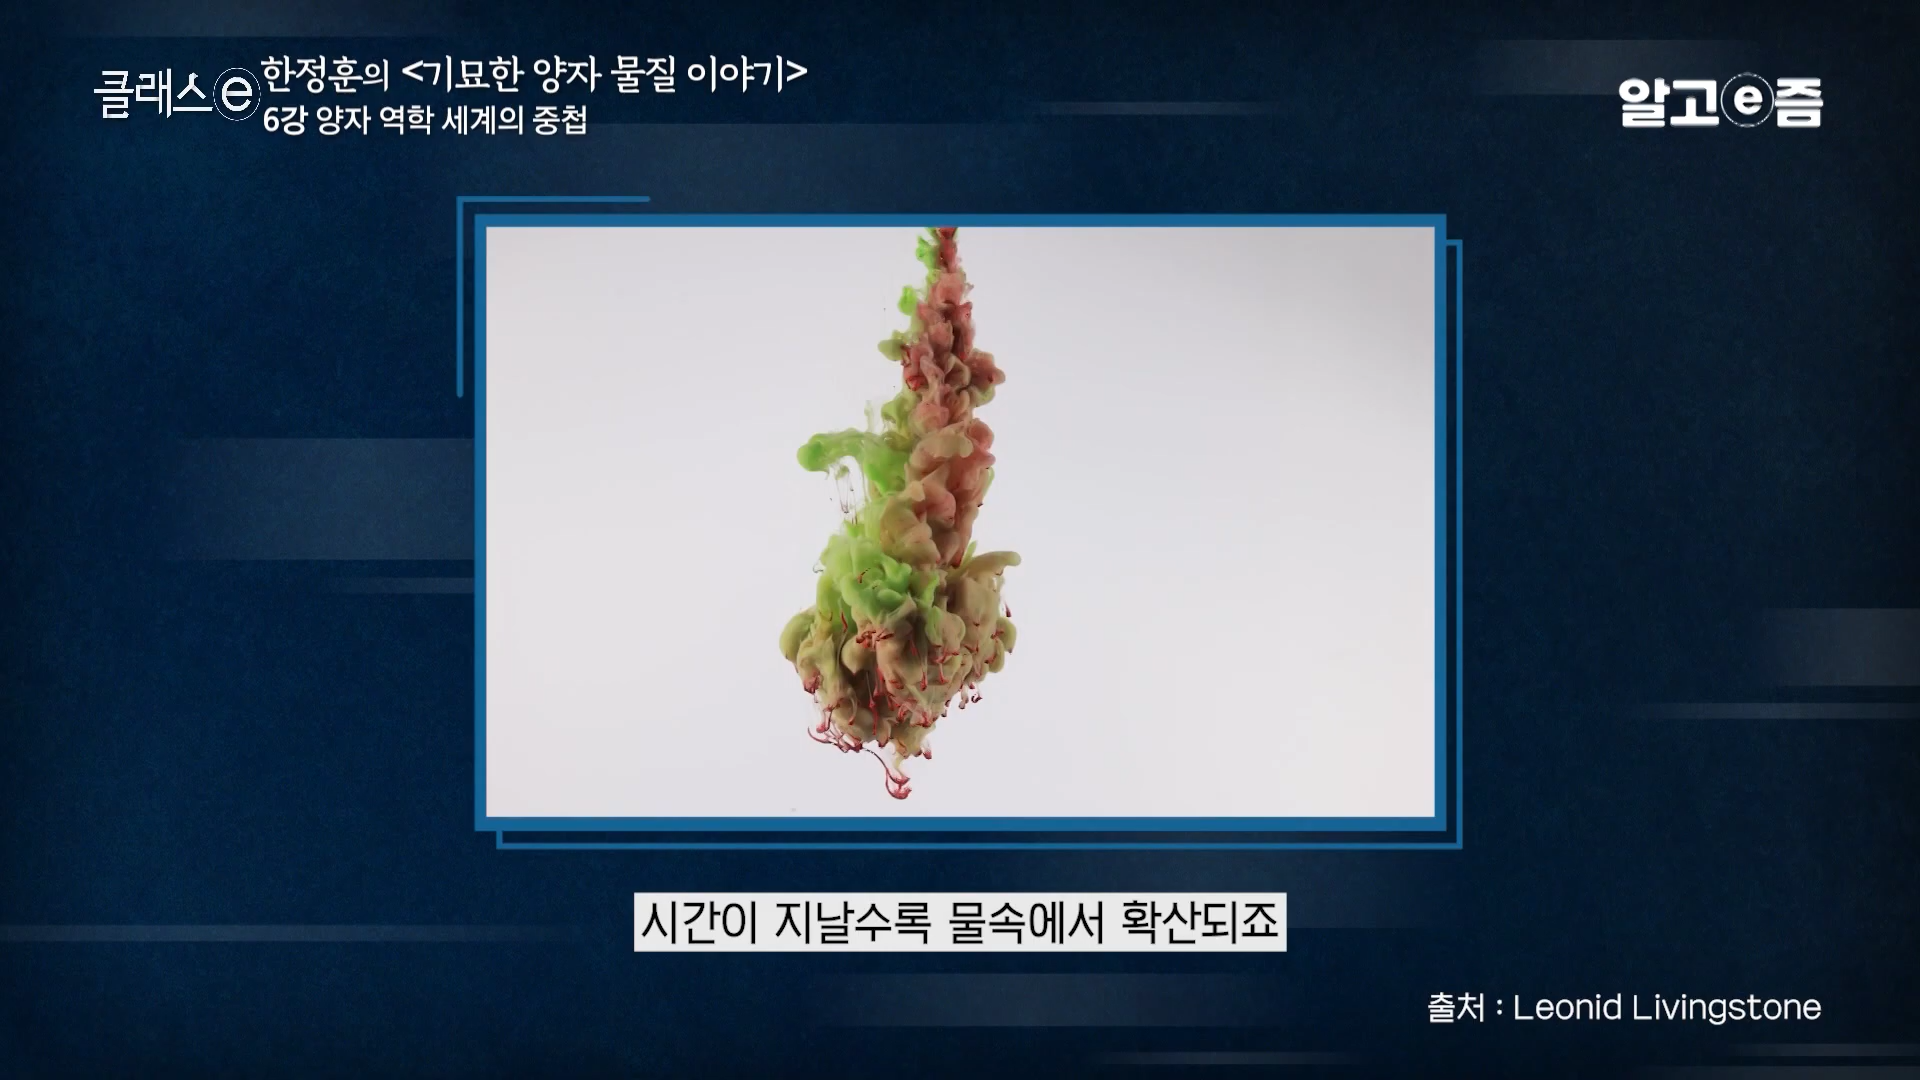 클래스e
한정훈의 <기묘한 양자 물질 이야기>
6강 양자 역학 세계의 중첩
알고e즘
시간이 지날수록 물속에서 확산되죠
출처 : Leonid Livingstone